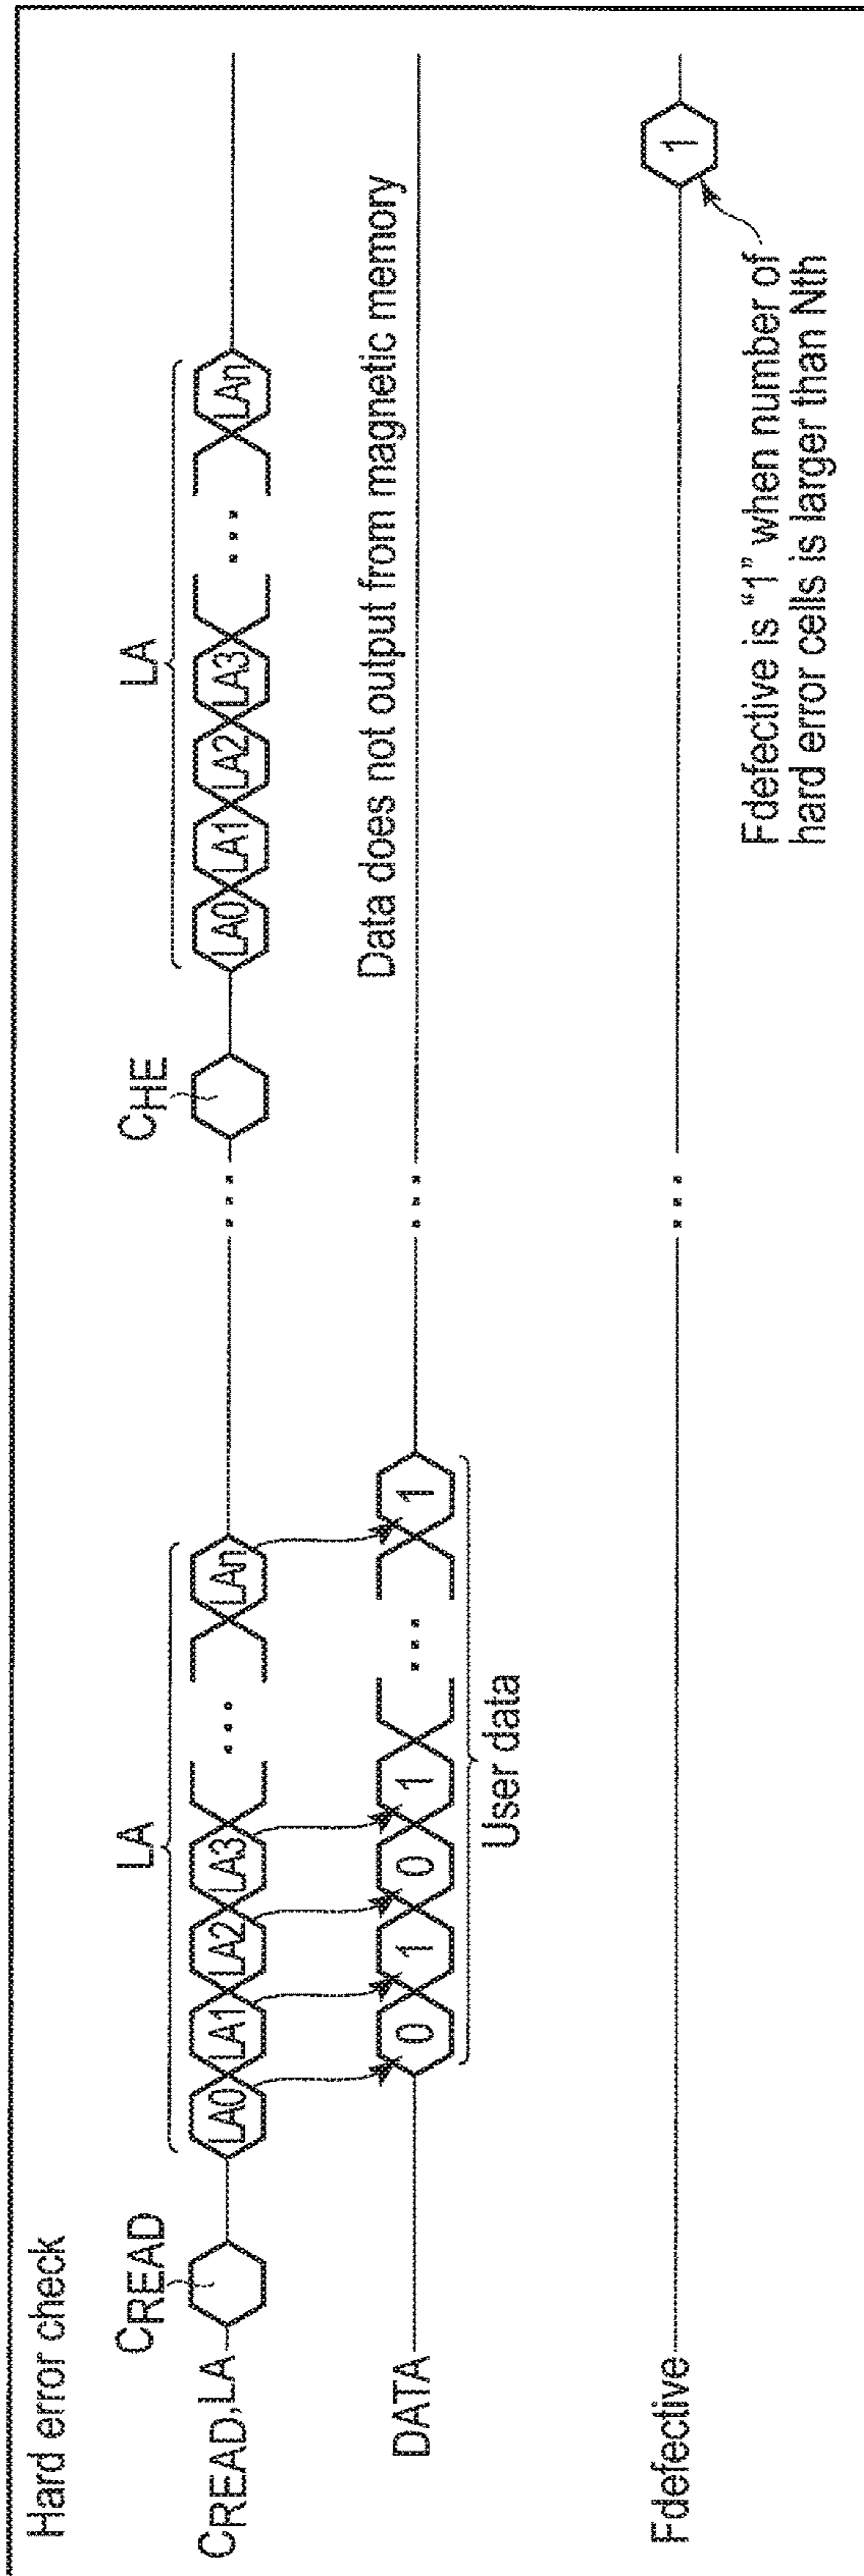 Hard error check
CREAD
LA
CHE
LA
CREAD,LA
LA0 LA1 LA2 LA3 ... LAn
...
LA0 LA1 LA2 LA3 ... LAn
DATA
0 1 0 1 ... 1
...
Data does not output from magnetic memory
User data
Fdefective
...
1
Fdefective is “1” when number of
hard error cells is larger than Nth